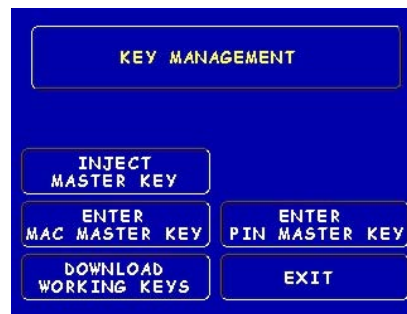 KEY MANAGEMENT
INJECT
MASTER KEY
ENTER
MAC MASTER KEY
ENTER
PIN MASTER KEY
DOWNLOAD
WORKING KEYS
EXIT